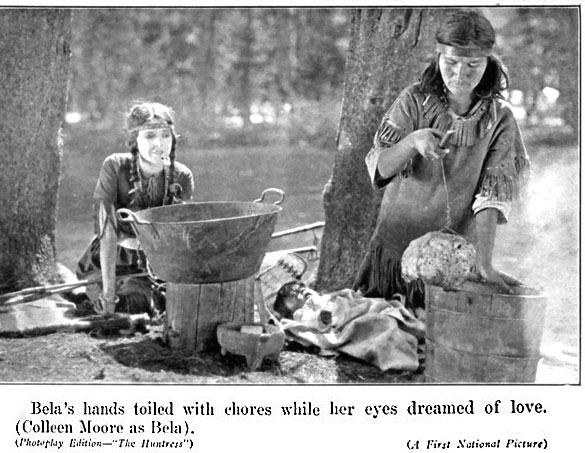 Bela's hands toiled with chores while her eyes dreamed of love.
(Colleen Moore as Bela).
(Photoplay Edition—"The Huntress") (A First National Picture)